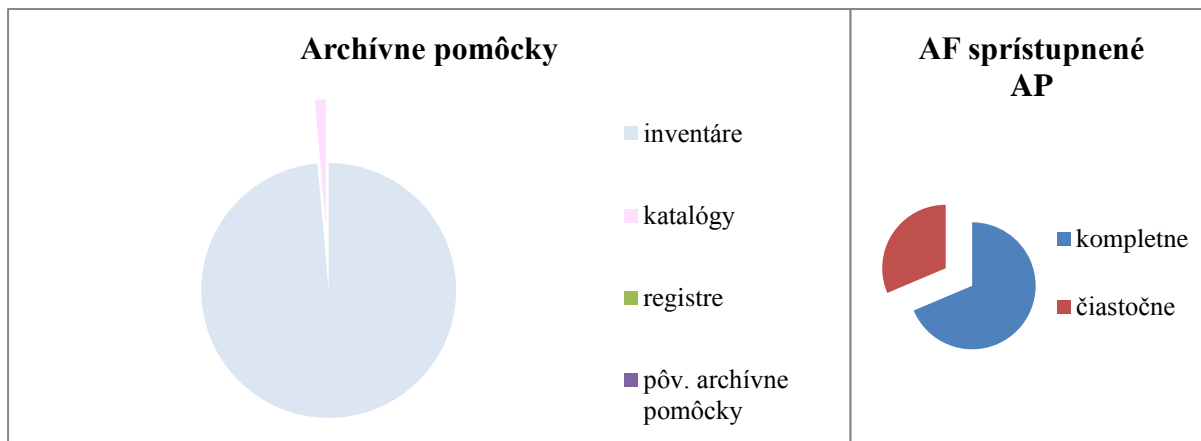 Archívne pomôcky
inventáre
katalógy
registre
pôv. archívne
pomôcky
AF sprístupnené
AP
kompletne
čiastočne